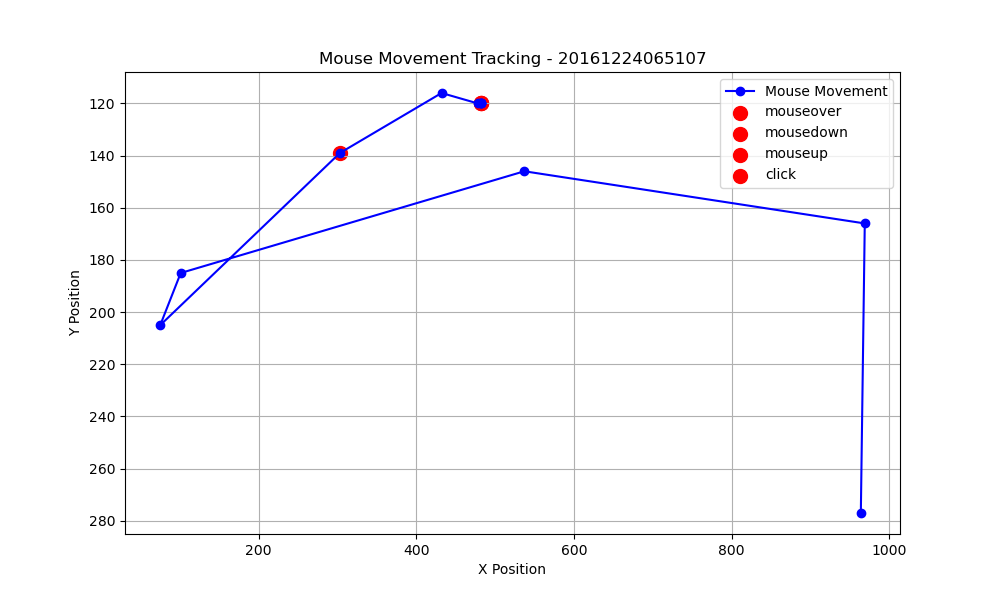 Mouse Movement Tracking - 20161224065107
Mouse Movement
mouseover
mousedown
mouseup
click
120
140
160
180
200
220
240
260
280
Y Position
200
400
600
800
1000
X Position